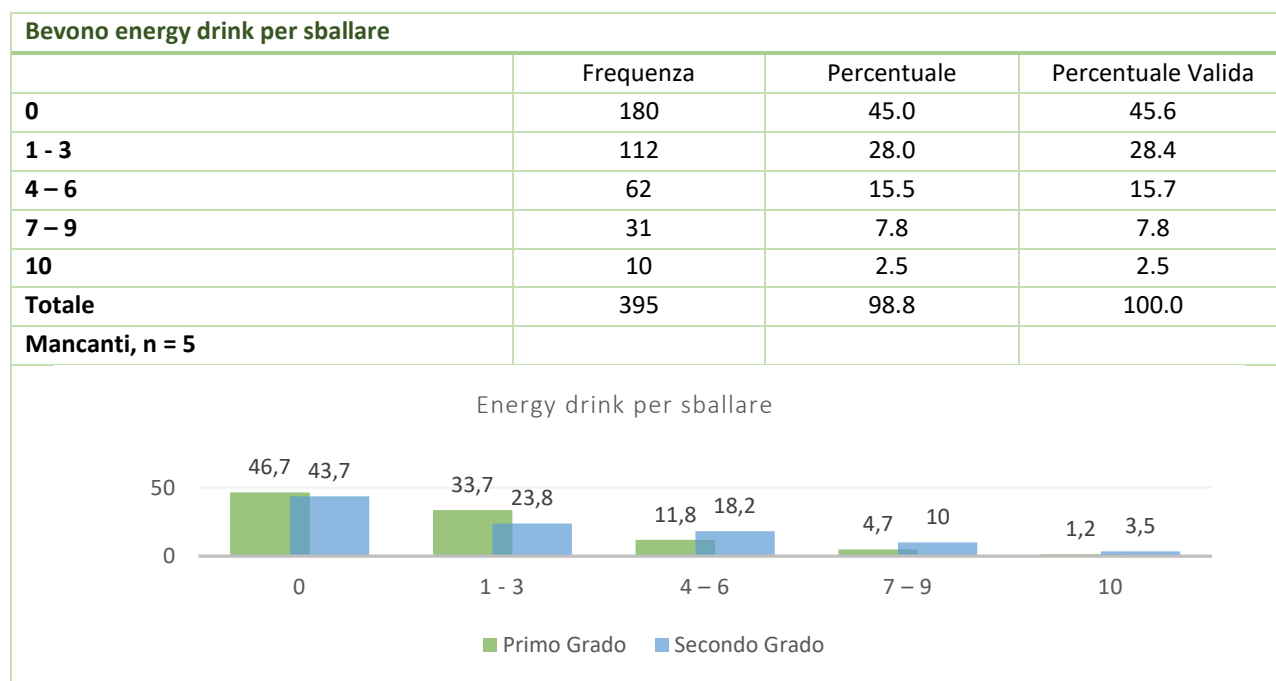 Bevono energy drink per sballare
Frequenza Percentuale Percentuale Valida
0 180 45.0 45.6
1 - 3 112 28.0 28.4
4 – 6 62 15.5 15.7
7 – 9 31 7.8 7.8
10 10 2.5 2.5
Totale 395 98.8 100.0
Mancanti, n = 5
Energy drink per sballare
46,7 43,7 33,7 23,8 11,8 18,2 4,7 10 1,2 3,5
50
0
0 1 - 3 4 – 6 7 – 9 10
Primo Grado Secondo Grado